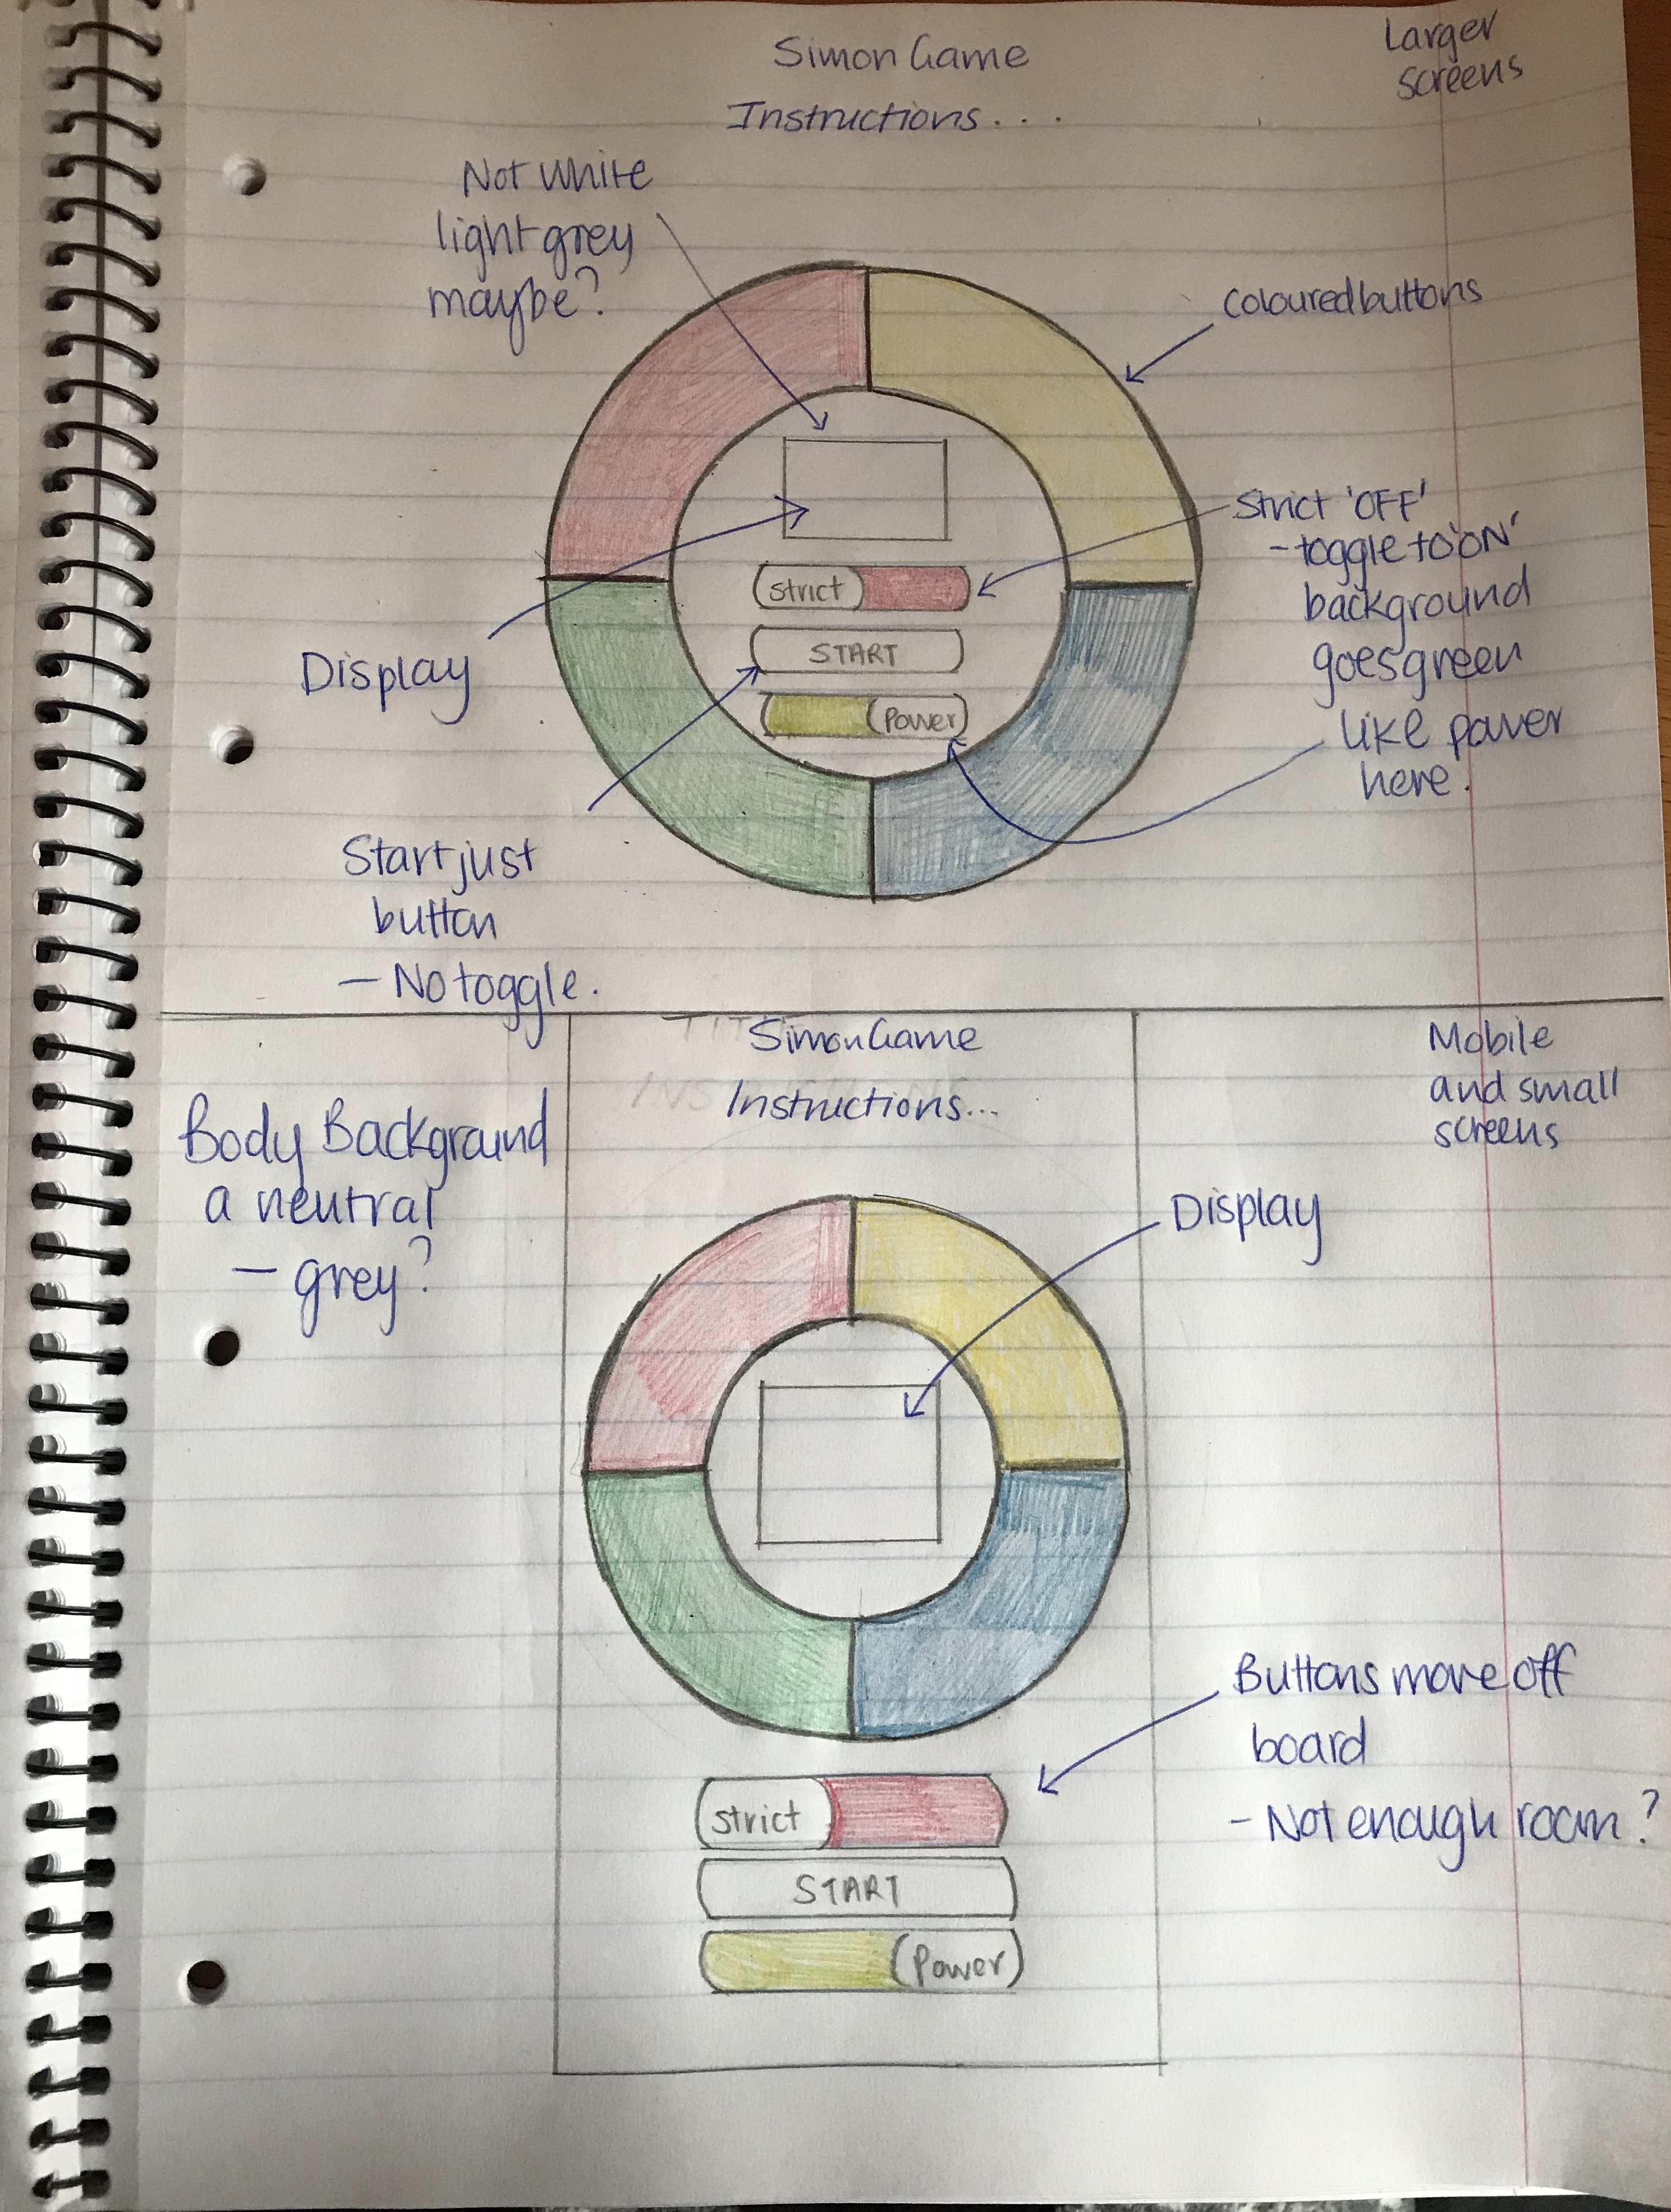 Simon Game
Larger
screens
Instructions...
Not white
light grey
maybe?
Coloured buttons
Strict 'OFF'
- toggle to 'ON'
background
goes green
like power
here.
strict
START
Power
Display
Start just
button
- No toggle.
Simon Game
Instructions...
Mobile
and small
screens
Body Background
a neutral
- grey?
Display
Buttons move off
board
- Not enough room?
strict
START
Power